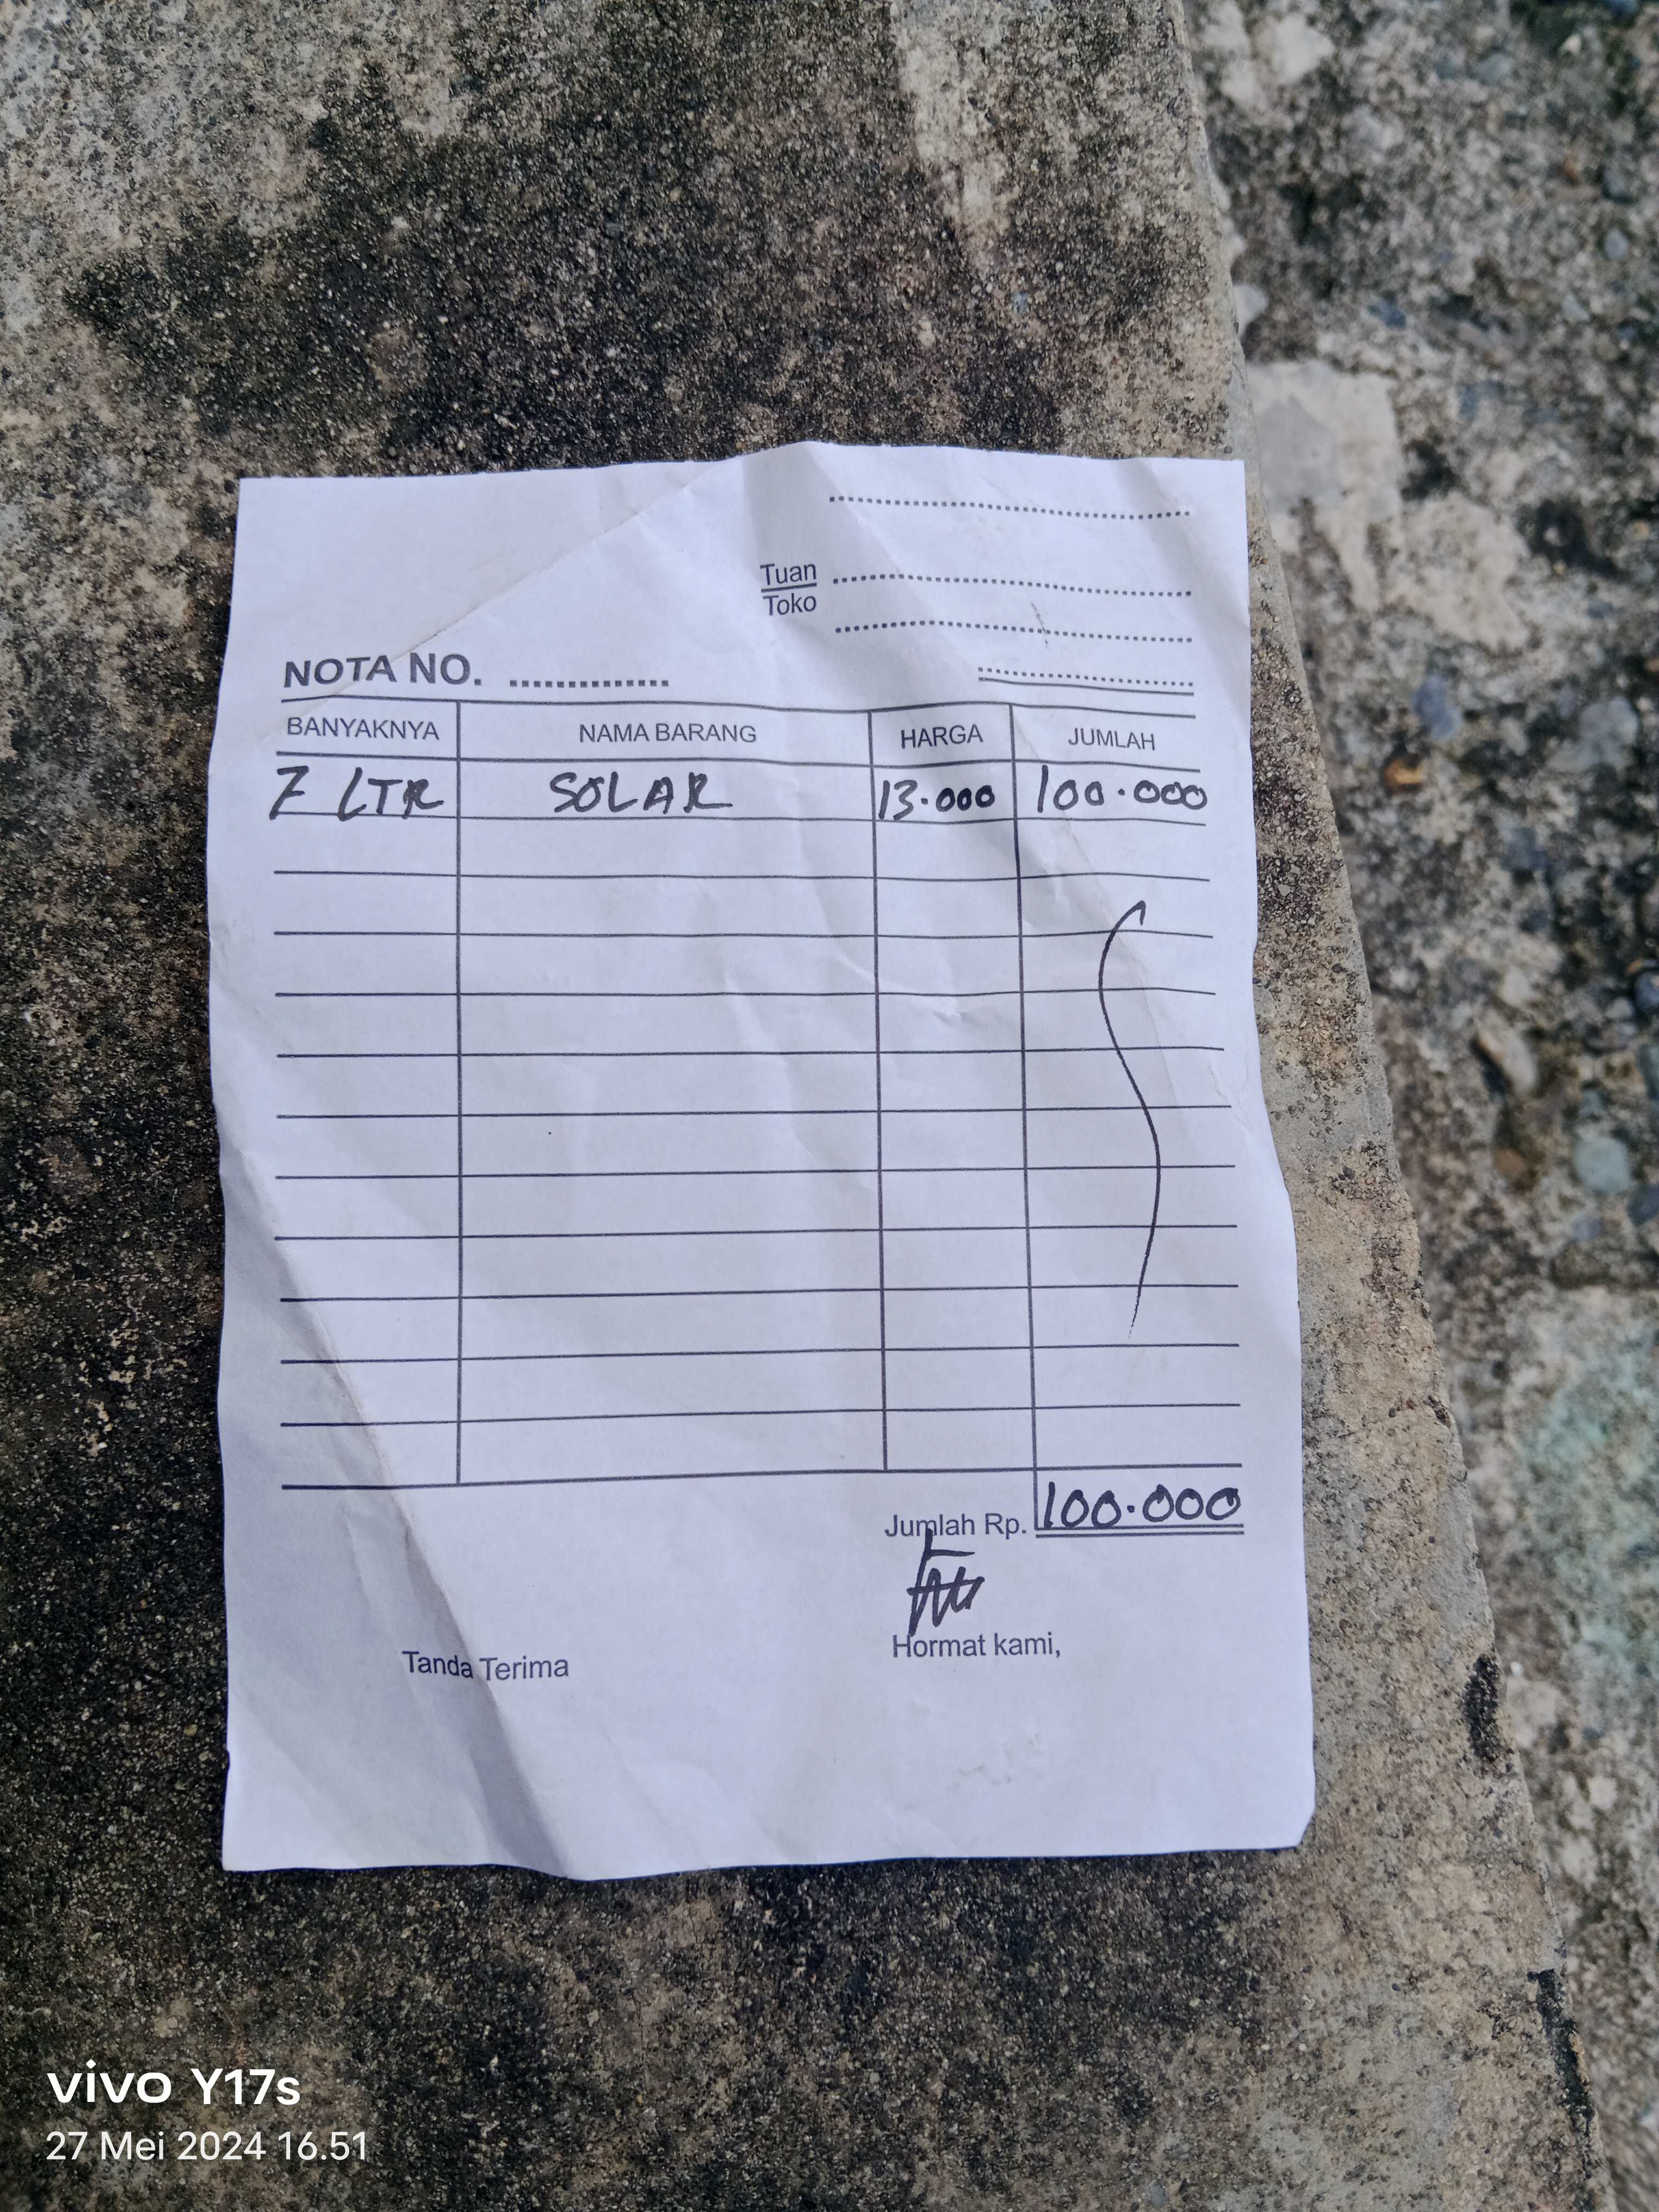 Tuan
Toko
NOTA NO.
BANYAKNYA NAMA BARANG HARGA JUMLAH
7 LTR SOLAR 13.000 100.000
Jumlah Rp. 100.000
Tanda Terima Hormat kami,
vivo Y17s
27 Mei 2024 16.51